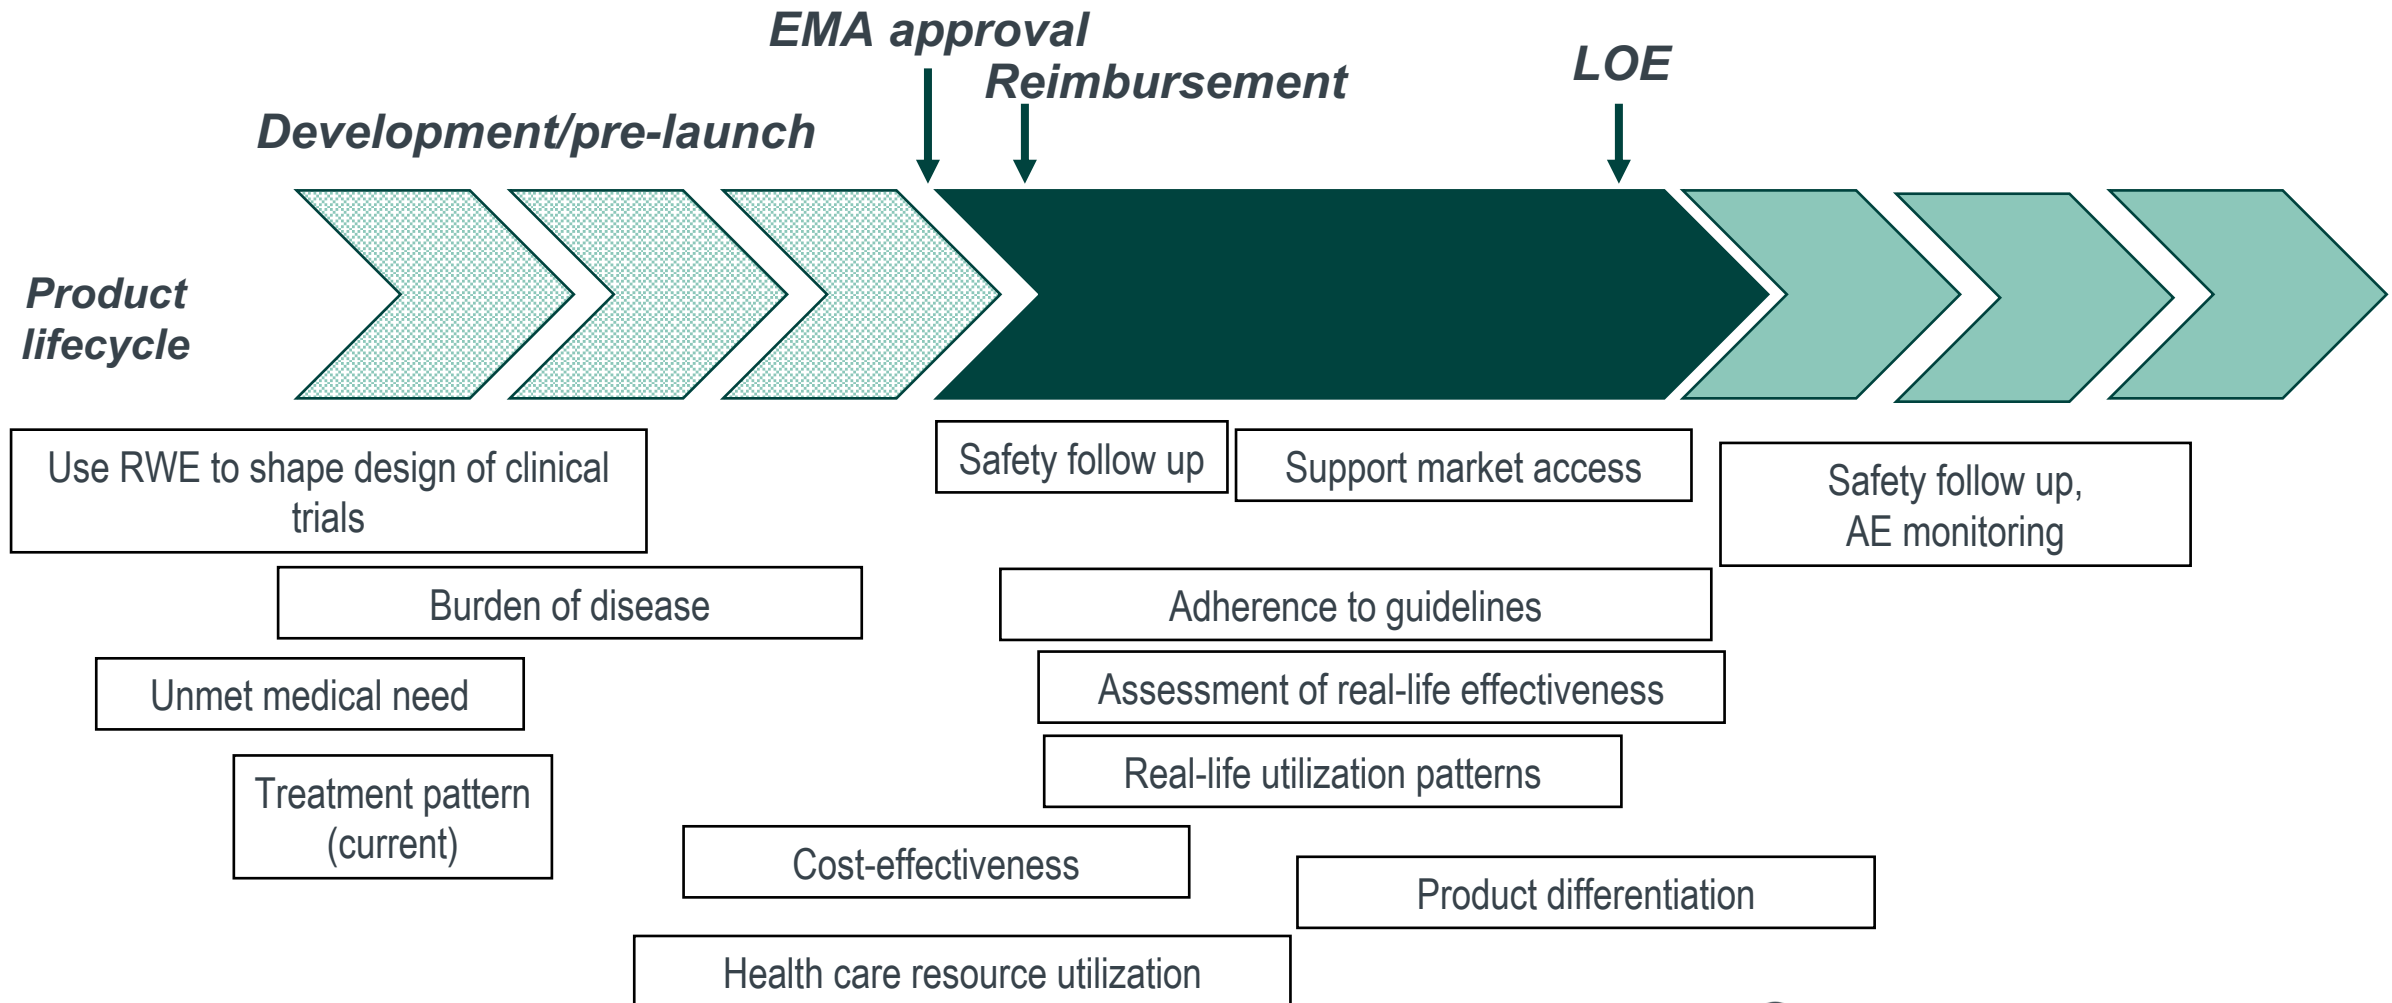 EMA approval
Reimbursement
LOE
Development/pre-launch
Product
lifecycle
Use RWE to shape design of clinical
trials
Safety follow up
Support market access
Safety follow up,
AE monitoring
Burden of disease
Adherence to guidelines
Unmet medical need
Assessment of real-life effectiveness
Treatment pattern
(current)
Real-life utilization patterns
Cost-effectiveness
Product differentiation
Health care resource utilization